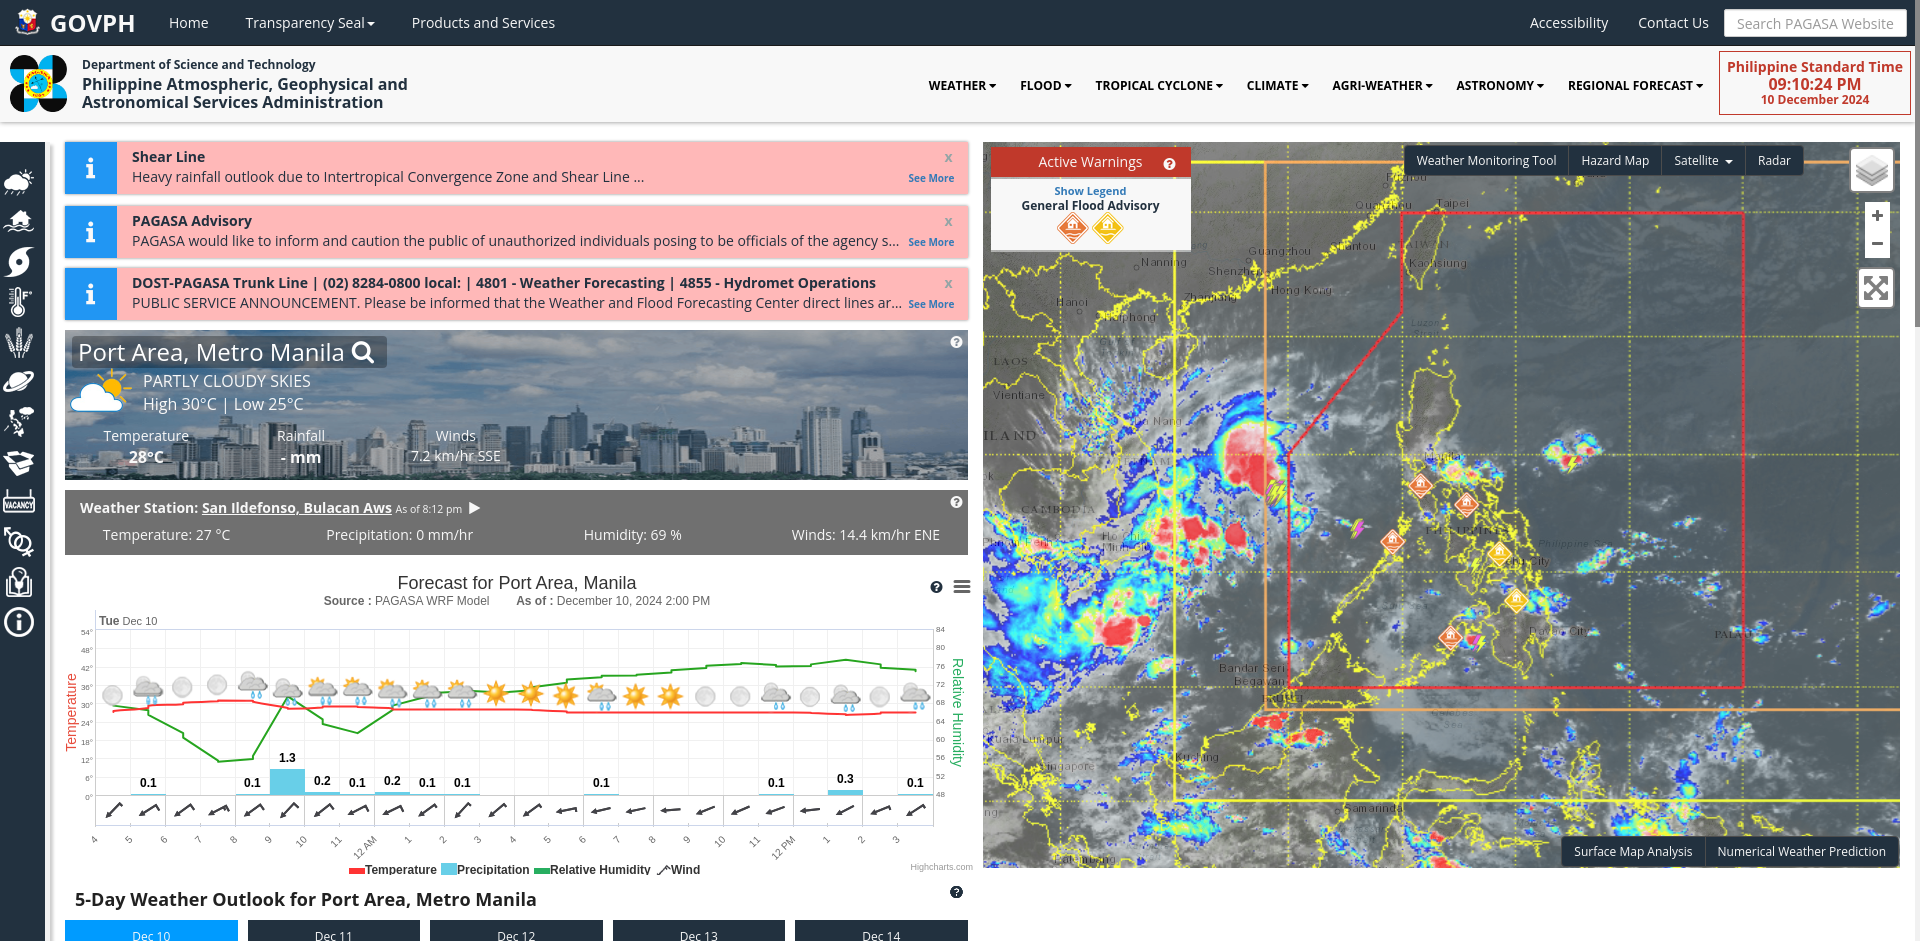 GOVPH
Home
Transparency Seal
Products and Services
Accessibility
Contact Us
Search PAGASA Website
Department of Science and Technology
Philippine Atmospheric, Geophysical and
Astronomical Services Administration
WEATHER
FLOOD
TROPICAL CYCLONE
CLIMATE
AGRI-WEATHER
ASTRONOMY
REGIONAL FORECAST
Philippine Standard Time
09:10:24 PM
10 December 2024
Shear Line
x
Heavy rainfall outlook due to Intertropical Convergence Zone and Shear Line ...
See More
PAGASA Advisory
x
PAGASA would like to inform and caution the public of unauthorized individuals posing to be officials of the agency s...
See More
DOST-PAGASA Trunk Line | (02) 8284-0800 local: | 4801 - Weather Forecasting | 4855 - Hydromet Operations
x
PUBLIC SERVICE ANNOUNCEMENT. Please be informed that the Weather and Flood Forecasting Center direct lines ar...
See More
Port Area, Metro Manila
PARTLY CLOUDY SKIES
High 30°C | Low 25°C
Temperature
Rainfall
Winds
28°C
- mm
7.2 km/hr SSE
Weather Station: San Ildefonso, Bulacan Aws As of 8:12 pm
Temperature: 27 °C
Precipitation: 0 mm/hr
Humidity: 69 %
Winds: 14.4 km/hr ENE
Forecast for Port Area, Manila
Source : PAGASA WRF Model As of : December 10, 2024 2:00 PM
Tue Dec 10
Temperature
54°
48°
42°
36°
30°
24°
18°
12°
6°
0°
84
80
76
72
68
64
60
56
52
48
Relative Humidity
0.1
0.1
1.3
0.2
0.1
0.2
0.1
0.1
0.1
0.1
0.3
0.1
4
5
6
7
8
9
10
11
12 AM
1
2
3
4
5
6
7
8
9
10
11
12 PM
1
2
3
Temperature
Precipitation
Relative Humidity
Wind
Highcharts.com
5-Day Weather Outlook for Port Area, Metro Manila
Dec 10
Dec 11
Dec 12
Dec 13
Dec 14
VACANCY
Active Warnings
Show Legend
General Flood Advisory
Weather Monitoring Tool
Hazard Map
Satellite
Radar
+
−
Taipei
Guangzhou
Nanning
Shenzhen
Kaohsiung
Hong Kong
Zhanjiang
Hanoi
LAOS
Vientiane
CAMBODIA
Manila
Philippine Sea
Davao City
PALAU
Bandar Seri
Begawan
Kuala Lumpur
Singapore
Kuching
Samarinda
Palembang
Surface Map Analysis
Numerical Weather Prediction